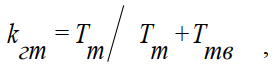 k_гт = T_т / T_т + T_тв ,